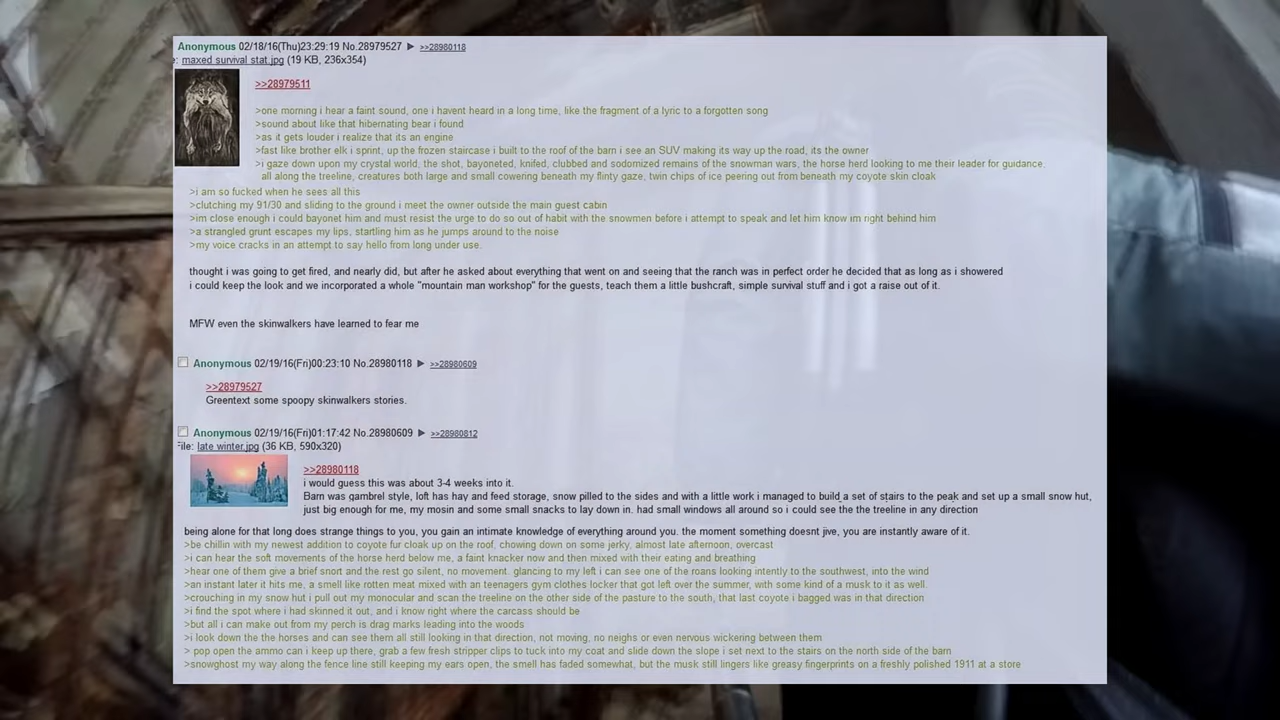 Anonymous 02/18/16(Thu)23:29:19 No.28979527 ▶ >>28980118
e: maxed survival stat.jpg (19 KB, 236x354)
>>28979511
>one morning i hear a faint sound, one i havent heard in a long time, like the fragment of a lyric to a forgotten song
>sound about like that hibernating bear i found
>as it gets louder i realize that its an engine
>fast like brother elk i sprint, up the frozen staircase i built to the roof of the barn i see an SUV making its way up the road, its the owner
>i gaze down upon my crystal world, the shot, bayoneted, knifed, clubbed and sodomized remains of the snowman wars, the horse herd looking to me their leader for guidance,
all along the treeline, creatures both large and small cowering beneath my flinty gaze, twin chips of ice peering out from beneath my coyote skin cloak
>i am so fucked when he sees all this
>clutching my 91/30 and sliding to the ground i meet the owner outside the main guest cabin
>im close enough i could bayonet him and must resist the urge to do so out of habit with the snowmen before i attempt to speak and let him know im right behind him
>a strangled grunt escapes my lips, startling him as he jumps around to the noise
>my voice cracks in an attempt to say hello from long under use.
thought i was going to get fired, and nearly did, but after he asked about everything that went on and seeing that the ranch was in perfect order he decided that as long as i showered
i could keep the look and we incorporated a whole "mountain man workshop" for the guests, teach them a little bushcraft, simple survival stuff and i got a raise out of it.
MFW even the skinwalkers have learned to fear me
Anonymous 02/19/16(Fri)00:23:10 No.28980118 ▶ >>28980609
>>28979527
Greentext some spoopy skinwalkers stories.
Anonymous 02/19/16(Fri)01:17:42 No.28980609 ▶ >>28980812
File: late winter.jpg (36 KB, 590x320)
>>28980118
i would guess this was about 3-4 weeks into it.
Barn was gambrel style, loft has hay and feed storage, snow pilled to the sides and with a little work i managed to build a set of stairs to the peak and set up a small snow hut,
just big enough for me, my mosin and some small snacks to lay down in. had small windows all around so i could see the the treeline in any direction
being alone for that long does strange things to you, you gain an intimate knowledge of everything around you. the moment something doesnt jive, you are instantly aware of it.
>be chillin with my newest addition to coyote fur cloak up on the roof, chowing down on some jerky, almost late afternoon, overcast
>i can hear the soft movements of the horse herd below me, a faint knacker now and then mixed with their eating and breathing
>hear one of them give a brief snort and the rest go silent, no movement. glancing to my left i can see one of the roans looking intently to the southwest, into the wind
>an instant later it hits me, a smell like rotten meat mixed with an teenagers gym clothes locker that got left over the summer, with some kind of a musk to it as well.
>crouching in my snow hut i pull out my monocular and scan the treeline on the other side of the pasture to the south, that last coyote i bagged was in that direction
>i find the spot where i had skinned it out, and i know right where the carcass should be
>but all i can make out from my perch is drag marks leading into the woods
>i look down the the horses and can see them all still looking in that direction, not moving, no neighs or even nervous wickering between them
> pop open the ammo can i keep up there, grab a few fresh stripper clips to tuck into my coat and slide down the slope i set next to the stairs on the north side of the barn
>snowghost my way along the fence line still keeping my ears open, the smell has faded somewhat, but the musk still lingers like greasy fingerprints on a freshly polished 1911 at a store